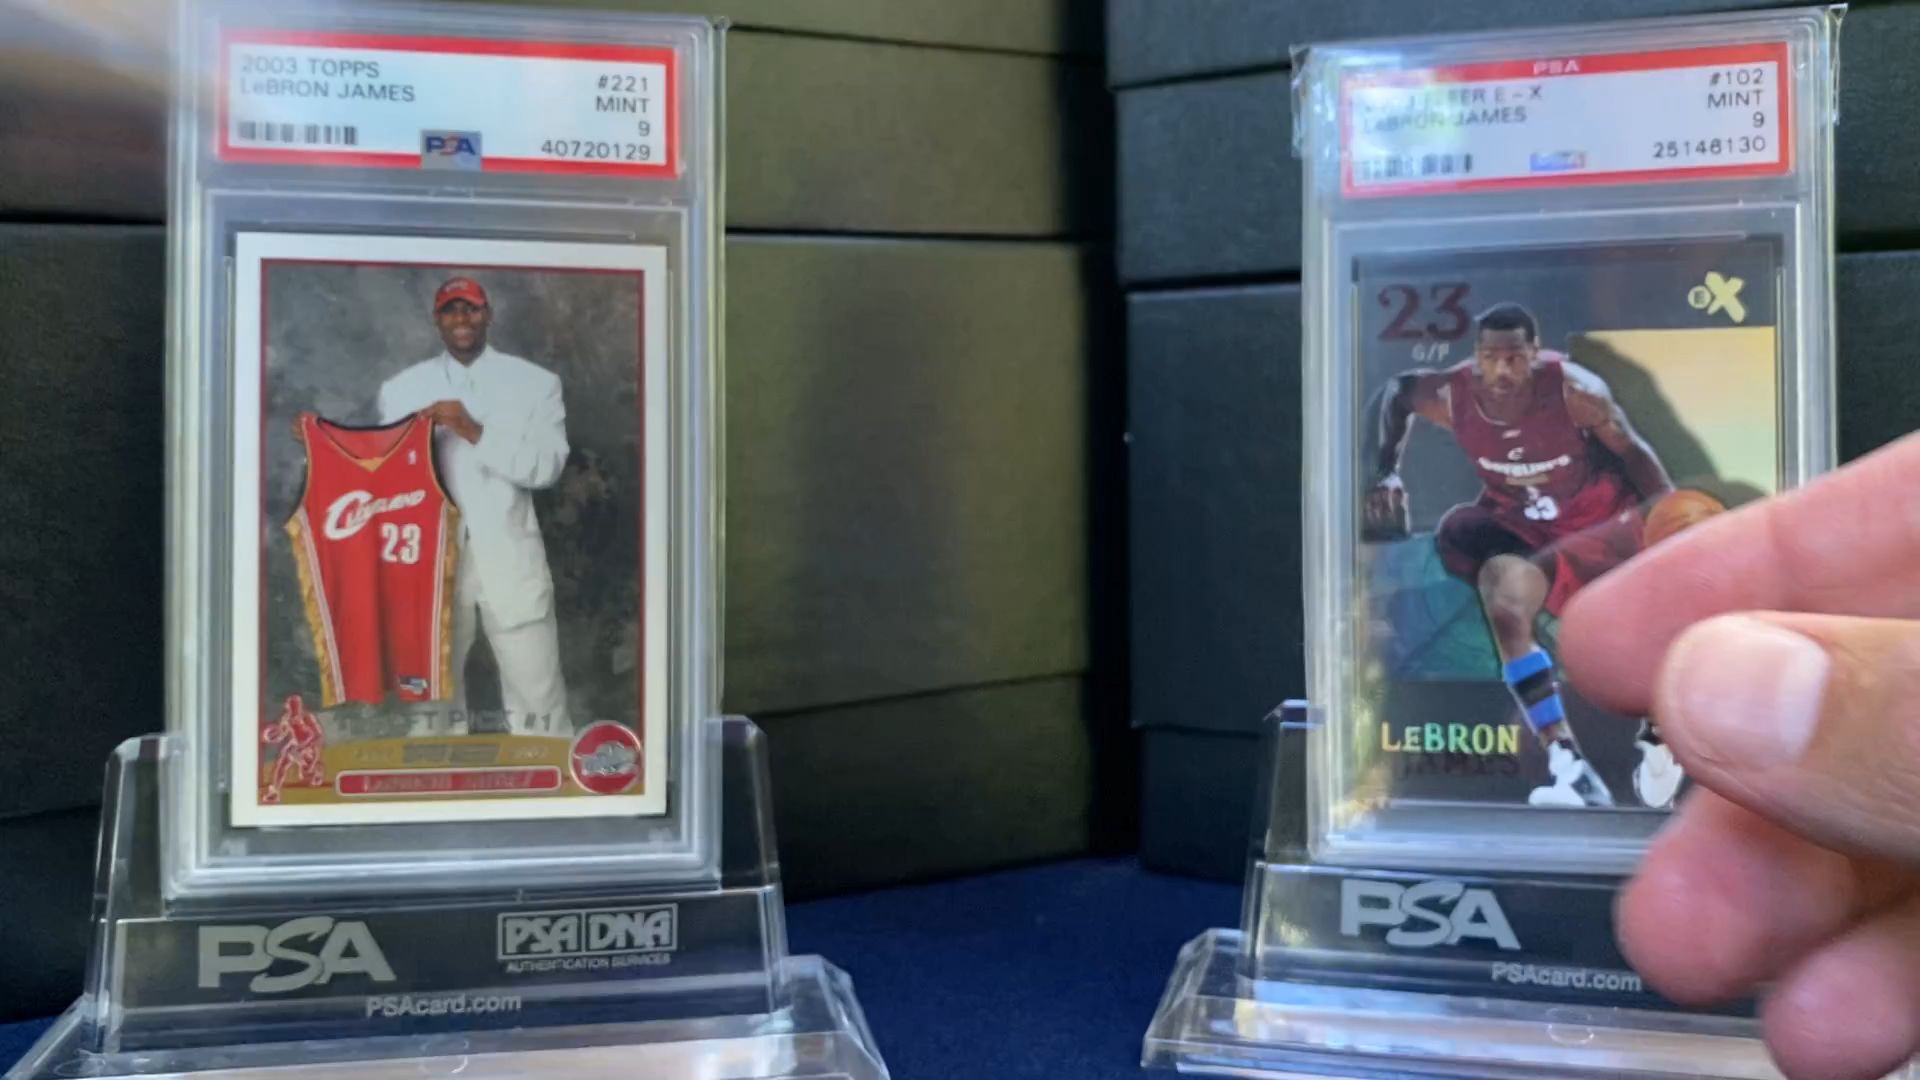 2003 TOPPS
LeBRON JAMES
#221
MINT
9
40720129
PSA
CLEVELAND
23
DRAFT PICK #1
PSA
PSA DNA
AUTHENTICATION SERVICES
PSAcard.com
PSA
E-X
LeBRON JAMES
#102
MINT
9
25146130
23
G/F
EX
CAVALIERS
LEBRON
JAMES
PSA
PSAcard.com